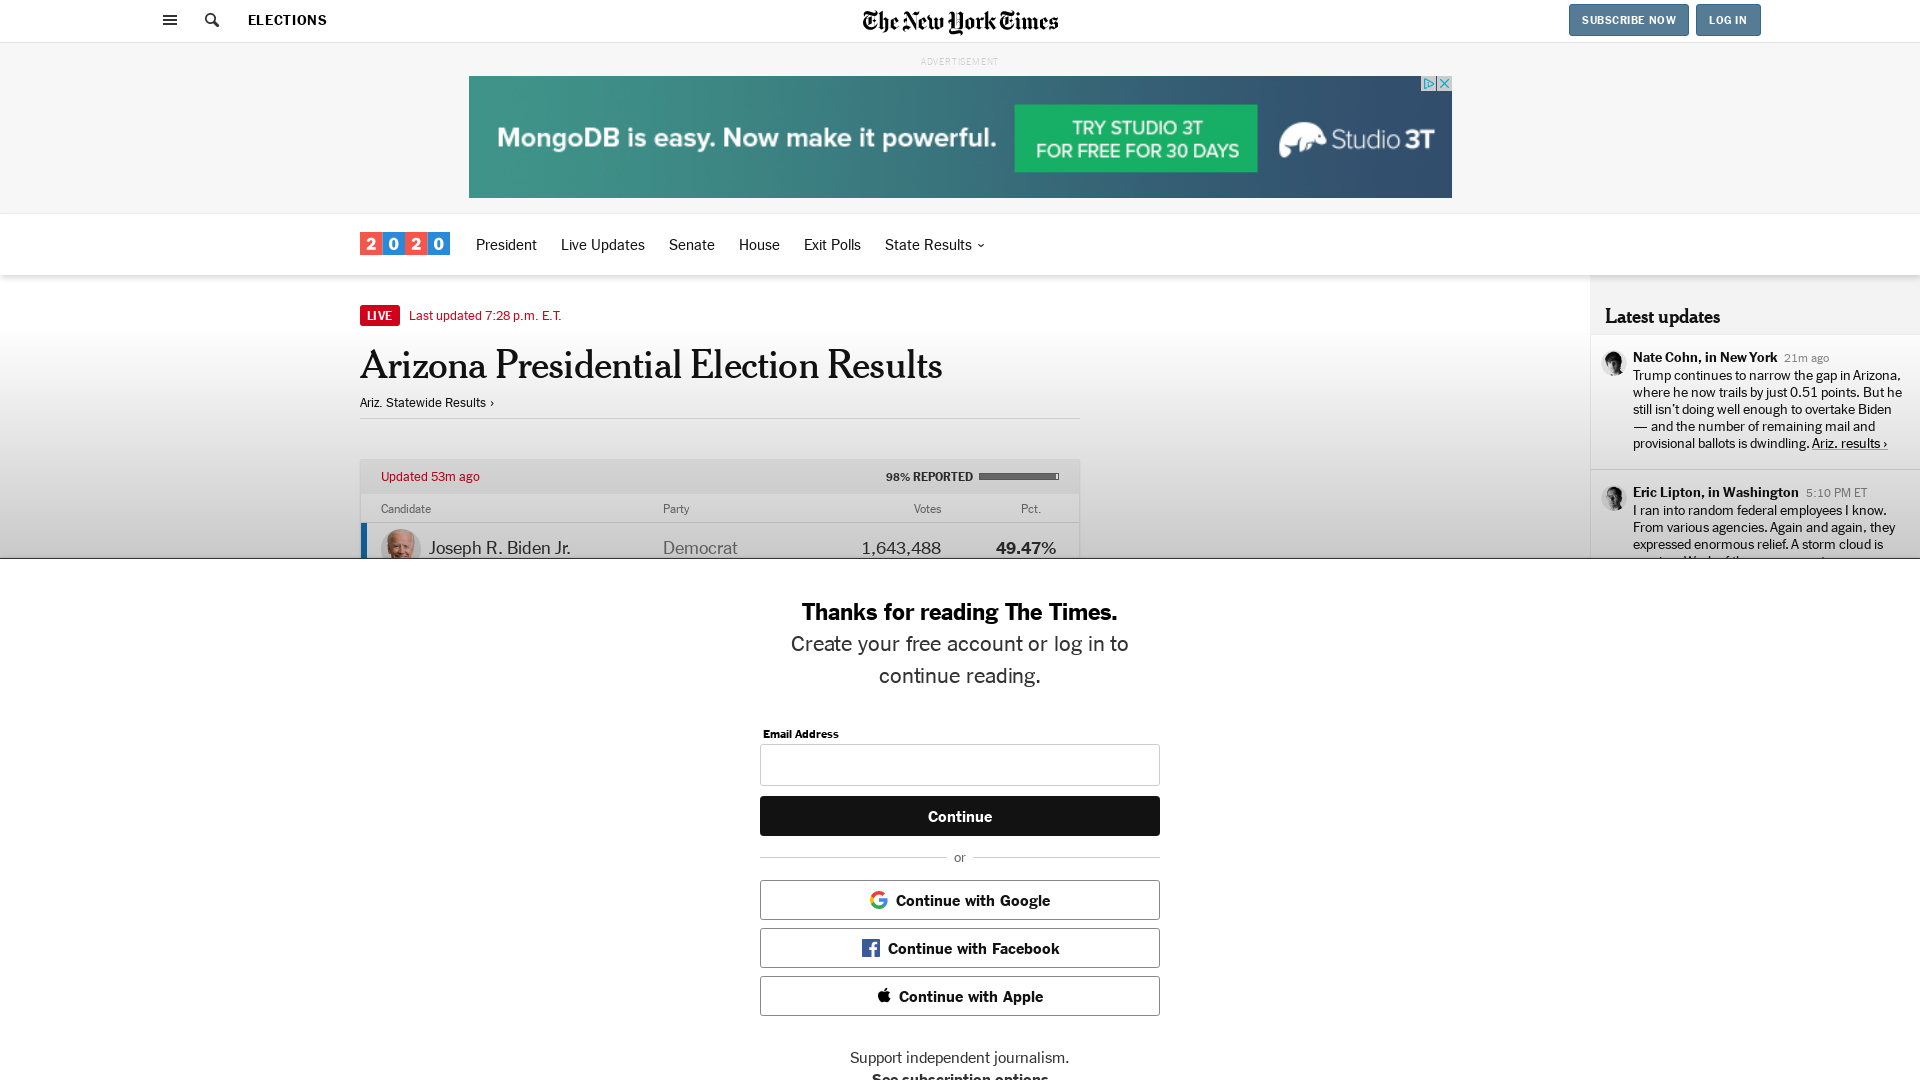 ELECTIONS
The New York Times
SUBSCRIBE NOW
LOG IN
ADVERTISEMENT
MongoDB is easy. Now make it powerful.
TRY STUDIO 3T
FOR FREE FOR 30 DAYS
Studio 3T
2020
President
Live Updates
Senate
House
Exit Polls
State Results
LIVE Last updated 7:28 p.m. E.T.
Arizona Presidential Election Results
Ariz. Statewide Results ›
Updated 53m ago
98% REPORTED
Candidate Party Votes Pct.
Joseph R. Biden Jr. Democrat 1,643,488 49.47%
Latest updates
Nate Cohn, in New York 21m ago
Trump continues to narrow the gap in Arizona,
where he now trails by just 0.51 points. But he
still isn't doing well enough to overtake Biden
— and the number of remaining mail and
provisional ballots is dwindling. Ariz. results ›
Eric Lipton, in Washington 5:10 PM ET
I ran into random federal employees I know.
From various agencies. Again and again, they
expressed enormous relief. A storm cloud is
Thanks for reading The Times.
Create your free account or log in to
continue reading.
Email Address
Continue
or
Continue with Google
Continue with Facebook
Continue with Apple
Support independent journalism.
See subscription options